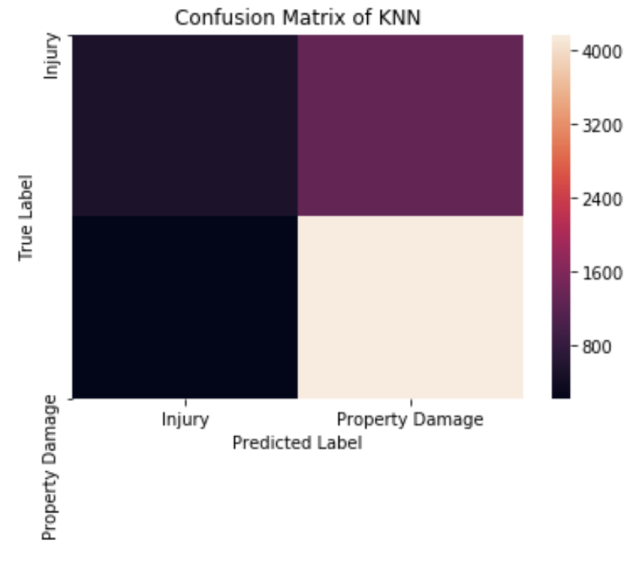 Confusion Matrix of KNN
Injury
True Label
Property Damage
Injury Property Damage
Predicted Label
4000
3200
2400
1600
800